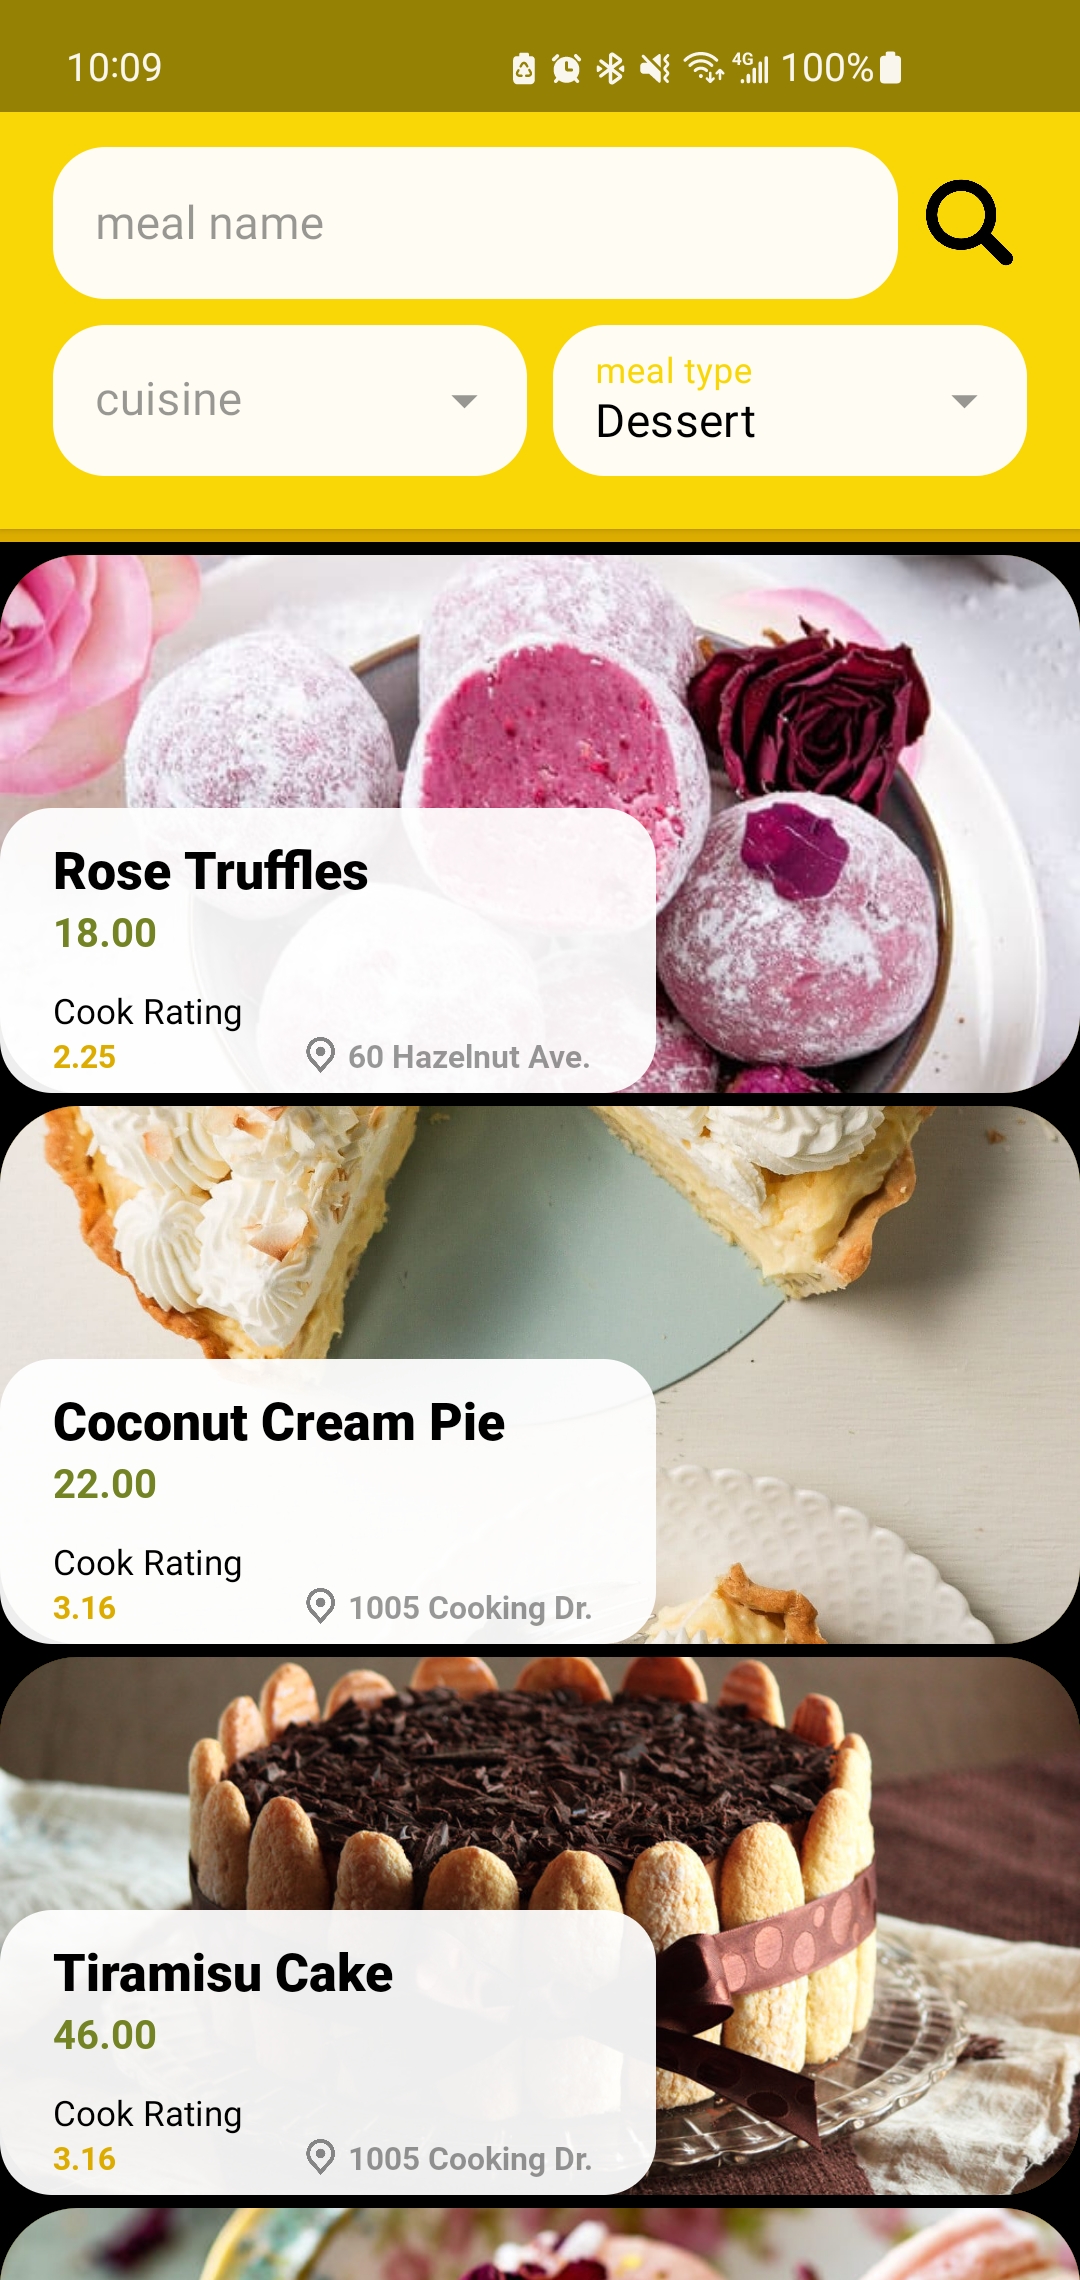 10:09
4G 100%
meal name
cuisine
meal type
Dessert
Rose Truffles
18.00
Cook Rating
2.25
60 Hazelnut Ave.
Coconut Cream Pie
22.00
Cook Rating
3.16
1005 Cooking Dr.
Tiramisu Cake
46.00
Cook Rating
3.16
1005 Cooking Dr.